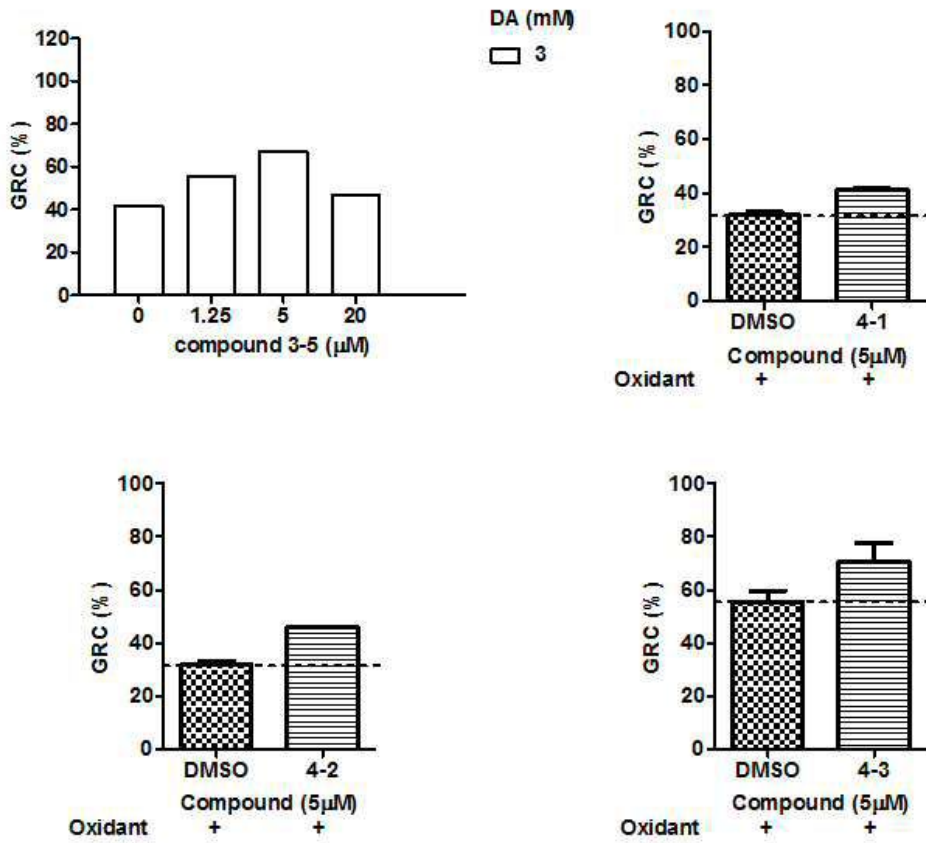 120
100
80
60
40
20
0
GRC (%)
0 1.25 5 20
compound 3-5 (μM)
DA (mM)
3
100
80
60
40
20
0
GRC (%)
DMSO 4-1
Compound (5μM)
Oxidant + +
100
80
60
40
20
0
GRC (%)
DMSO 4-2
Compound (5μM)
Oxidant + +
100
80
60
40
20
0
GRC (%)
DMSO 4-3
Compound (5μM)
Oxidant + +